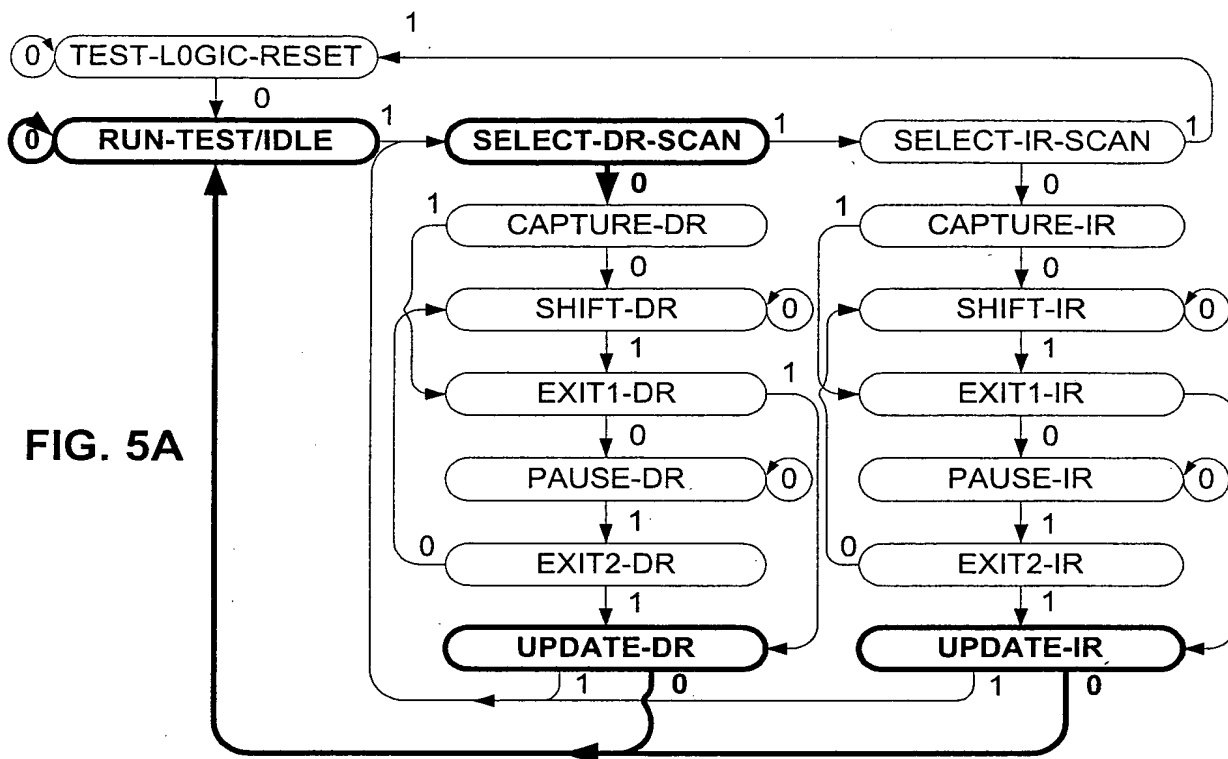 1
0 TEST-L0GIC-RESET
0
0 RUN-TEST/IDLE 1 SELECT-DR-SCAN 1 SELECT-IR-SCAN 1
0 0
1 CAPTURE-DR 1 CAPTURE-IR
0 0
SHIFT-DR 0 SHIFT-IR 0
1 1
EXIT1-DR 1 EXIT1-IR 1
0 0
FIG. 5A
PAUSE-DR 0 PAUSE-IR 0
1 1
0 EXIT2-DR 0 EXIT2-IR
1 1
UPDATE-DR UPDATE-IR
1 0 1 0